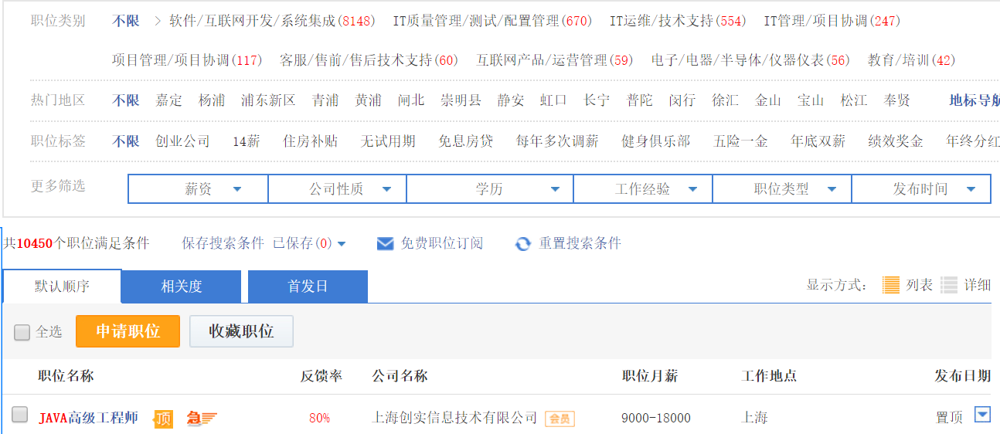 职位类别 不限 > 软件/互联网开发/系统集成(8148) IT质量管理/测试/配置管理(670) IT运维/技术支持(554) IT管理/项目协调(247)
项目管理/项目协调(117) 客服/售前/售后技术支持(60) 互联网产品/运营管理(59) 电子/电器/半导体/仪器仪表(56) 教育/培训(42)
热门地区 不限 嘉定 杨浦 浦东新区 青浦 黄浦 闸北 崇明县 静安 虹口 长宁 普陀 闵行 徐汇 金山 宝山 松江 奉贤 地标导航
职位标签 不限 创业公司 14薪 住房补贴 无试用期 免息房贷 每年多次调薪 健身俱乐部 五险一金 年底双薪 绩效奖金 年终分红
更多筛选 薪资 公司性质 学历 工作经验 职位类型 发布时间
共10450个职位满足条件 保存搜索条件 已保存(0) 免费职位订阅 重置搜索条件
默认顺序 相关度 首发日 显示方式: 列表 详细
全选 申请职位 收藏职位
职位名称 反馈率 公司名称 职位月薪 工作地点 发布日期
JAVA高级工程师 顶 急 80% 上海创实信息技术有限公司 会员 9000-18000 上海 置顶